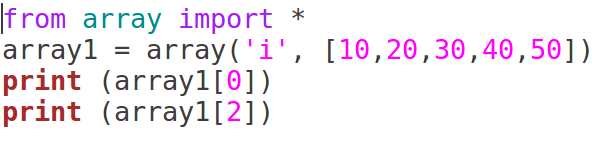 from array import *
array1 = array('i', [10,20,30,40,50])
print (array1[0])
print (array1[2])